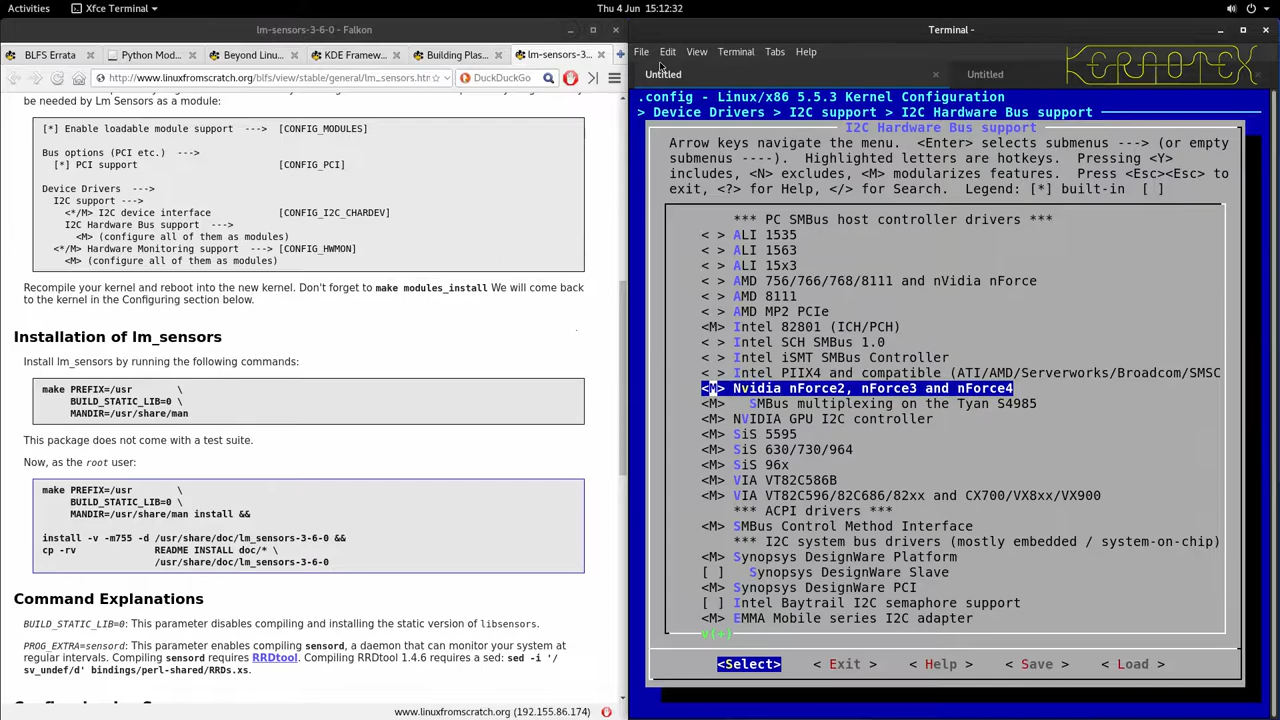 Activities
Xfce Terminal
Thu 4 Jun 15:12:32
lm-sensors-3-6-0 - Falkon
BLFS Errata
Python Mod...
Beyond Linu...
KDE Framew...
Building Plas...
lm-sensors-3...
http://www.linuxfromscratch.org/blfs/view/stable/general/lm_sensors.htm
DuckDuckGo
be needed by Lm Sensors as a module:
[*] Enable loadable module support ---> [CONFIG_MODULES]
Bus options (PCI etc.) --->
[*] PCI support [CONFIG_PCI]
Device Drivers --->
I2C support --->
<*/M> I2C device interface [CONFIG_I2C_CHARDEV]
I2C Hardware Bus support --->
<M> (configure all of them as modules)
<*/M> Hardware Monitoring support ---> [CONFIG_HWMON]
<M> (configure all of them as modules)
Recompile your kernel and reboot into the new kernel. Don't forget to make modules_install We will come back
to the kernel in the Configuring section below.
Installation of lm_sensors
Install lm_sensors by running the following commands:
make PREFIX=/usr \
BUILD_STATIC_LIB=0 \
MANDIR=/usr/share/man
This package does not come with a test suite.
Now, as the root user:
make PREFIX=/usr \
BUILD_STATIC_LIB=0 \
MANDIR=/usr/share/man install &&
install -v -m755 -d /usr/share/doc/lm_sensors-3-6-0 &&
cp -rv README INSTALL doc/* \
/usr/share/doc/lm_sensors-3-6-0
Command Explanations
BUILD_STATIC_LIB=0: This parameter disables compiling and installing the static version of libsensors.
PROG_EXTRA=sensord: This parameter enables compiling sensord, a daemon that can monitor your system at
regular intervals. Compiling sensord requires RRDtool. Compiling RRDtool 1.4.6 requires a sed: sed -i '/
sv_undef/d' bindings/perl-shared/RRDs.xs.
www.linuxfromscratch.org (192.155.86.174)
Terminal -
File Edit View Terminal Tabs Help
Untitled
Untitled
KERNOTEX
.config - Linux/x86 5.5.3 Kernel Configuration
> Device Drivers > I2C support > I2C Hardware Bus support
I2C Hardware Bus support
Arrow keys navigate the menu. <Enter> selects submenus ---> (or empty
submenus ----). Highlighted letters are hotkeys. Pressing <Y>
includes, <N> excludes, <M> modularizes features. Press <Esc><Esc> to
exit, <?> for Help, </> for Search. Legend: [*] built-in [ ]
*** PC SMBus host controller drivers ***
< > ALI 1535
< > ALI 1563
< > ALI 15x3
< > AMD 756/766/768/8111 and nVidia nForce
< > AMD 8111
< > AMD MP2 PCIe
<M> Intel 82801 (ICH/PCH)
< > Intel SCH SMBus 1.0
< > Intel iSMT SMBus Controller
< > Intel PIIX4 and compatible (ATI/AMD/Serverworks/Broadcom/SMSC
<M> Nvidia nForce2, nForce3 and nForce4
<M> SMBus multiplexing on the Tyan S4985
<M> NVIDIA GPU I2C controller
<M> SiS 5595
<M> SiS 630/730/964
<M> SiS 96x
<M> VIA VT82C586B
<M> VIA VT82C596/82C686/82xx and CX700/VX8xx/VX900
*** ACPI drivers ***
<M> SMBus Control Method Interface
*** I2C system bus drivers (mostly embedded / system-on-chip)
<M> Synopsys DesignWare Platform
[ ] Synopsys DesignWare Slave
<M> Synopsys DesignWare PCI
[ ] Intel Baytrail I2C semaphore support
<M> EMMA Mobile series I2C adapter
v(+)
<Select> < Exit > < Help > < Save > < Load >